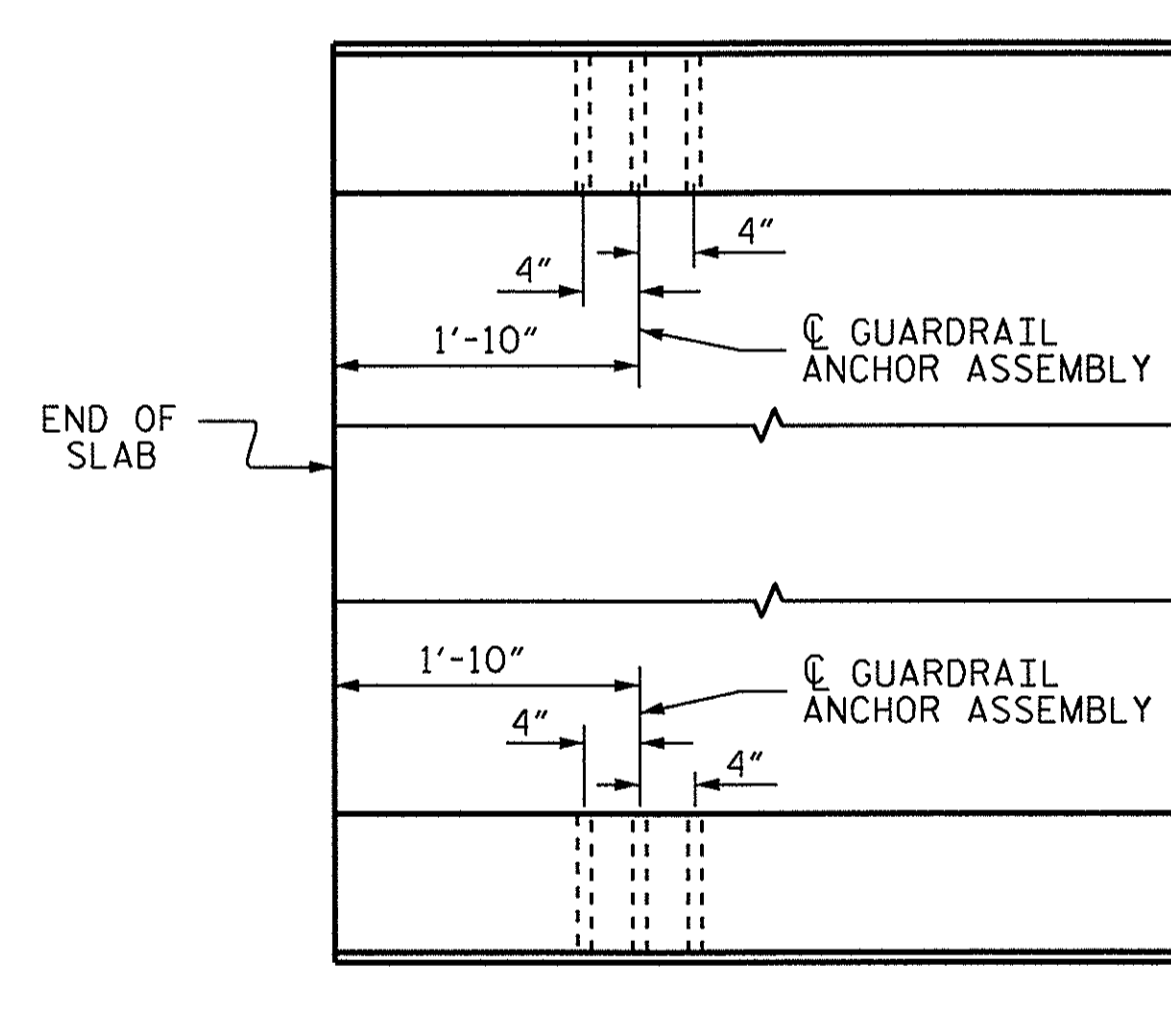 4″
4″
1′-10″
℄ GUARDRAIL
ANCHOR ASSEMBLY
END OF
SLAB
1′-10″
℄ GUARDRAIL
ANCHOR ASSEMBLY
4″
4″